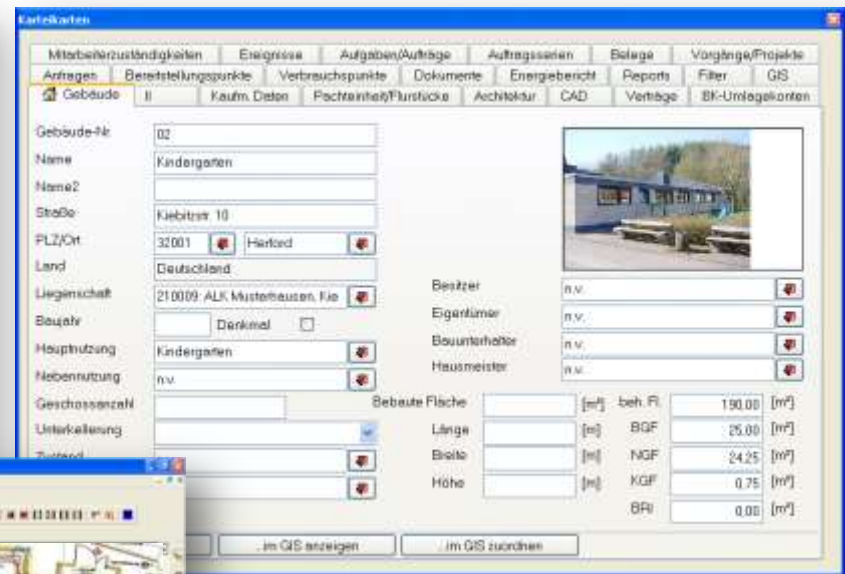 Karteikarten
Mitarbeiterzuständigkeiten Ereignisse Aufgaben/Aufträge Auftragsserien Belege Vorgänge/Projekte
Anfragen Bereitstellungspunkte Verbrauchspunkte Dokumente Energiebericht Reports Filter GIS
Gebäude II Kaufm. Daten Pachteinheit/Flurstücke Architektur CAD Verträge BK-Umlagekonten
Gebäude-Nr. 02
Name Kindergarten
Name2
Straße Kiebitzstr. 10
PLZ/Ort 32001 Herford
Land Deutschland
Liegenschaft 210009: ALK Musterhausen, Kie
Besitzer n.v.
Baujahr Denkmal
Eigentümer n.v.
Hauptnutzung Kindergarten
Bauunterhalter n.v.
Nebennutzung n.v.
Hausmeister n.v.
Geschossanzahl Bebaute Fläche [m²] beh. Fl. 190,00 [m²]
Unterkellerung Länge [m] BGF 25,00 [m²]
Zustand Breite [m] NGF 24,25 [m²]
Höhe [m] KGF 0,75 [m²]
BRI 0,00 [m³]
...im GIS anzeigen ...im GIS zuordnen